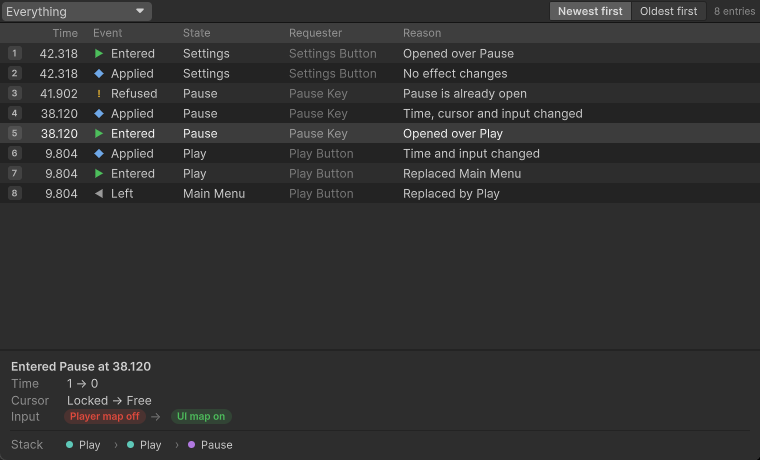 Everything Newest first Oldest first 8 entries
Time Event State Requester Reason
1 42.318 Entered Settings Settings Button Opened over Pause
2 42.318 Applied Settings Settings Button No effect changes
3 41.902 ! Refused Pause Pause Key Pause is already open
4 38.120 Applied Pause Pause Key Time, cursor and input changed
5 38.120 Entered Pause Pause Key Opened over Play
6 9.804 Applied Play Play Button Time and input changed
7 9.804 Entered Play Play Button Replaced Main Menu
8 9.804 Left Main Menu Play Button Replaced by Play
Entered Pause at 38.120
Time 1 → 0
Cursor Locked → Free
Input Player map off → UI map on
Stack Play › Play › Pause